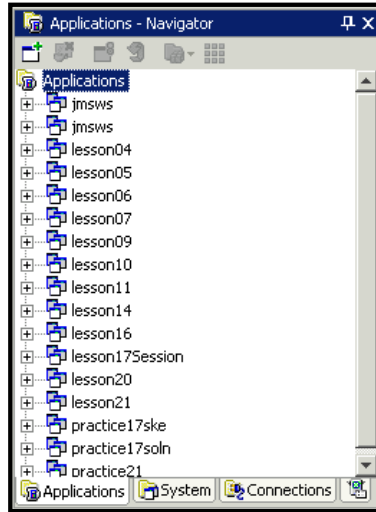 Applications - Navigator
Applications
jmsws
jmsws
lesson04
lesson05
lesson06
lesson07
lesson09
lesson10
lesson11
lesson14
lesson16
lesson17Session
lesson20
lesson21
practice17ske
practice17soln
practice21
Applications System Connections